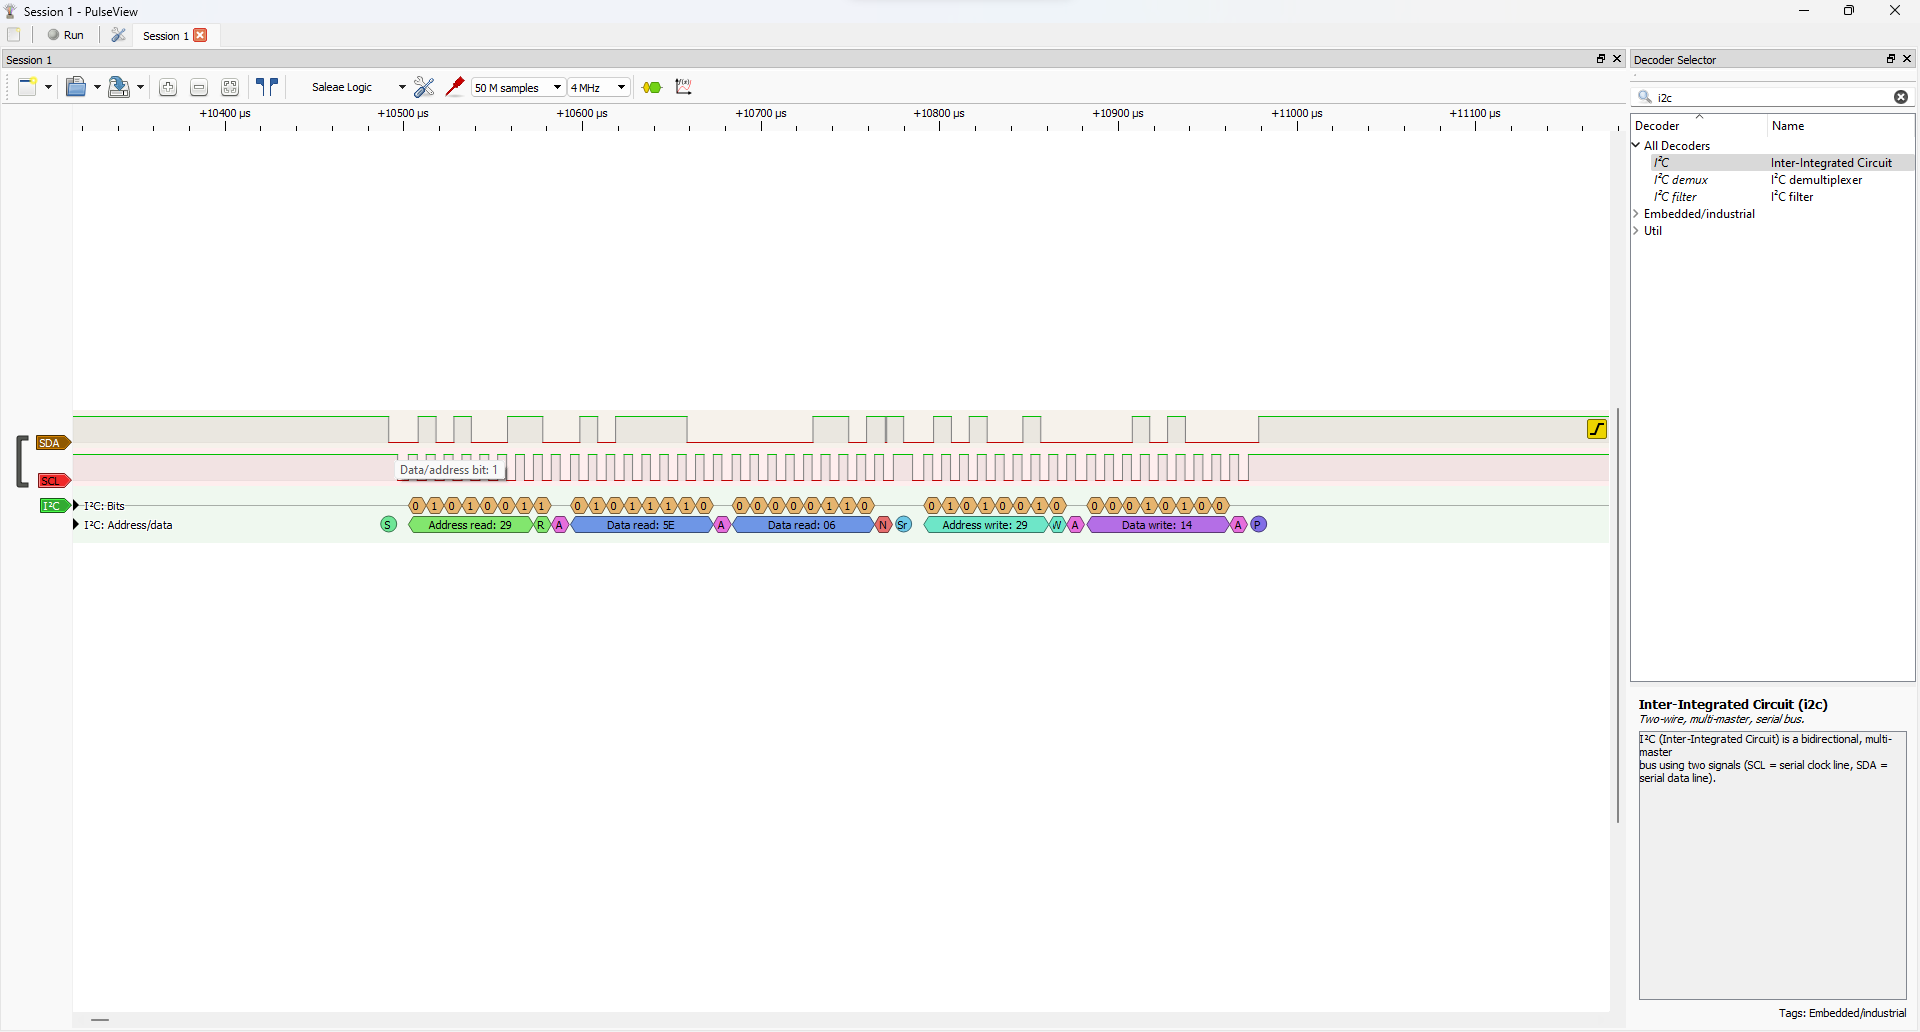 Session 1 - PulseView
Run
Session 1
Session 1
Saleae Logic
50 M samples
4 MHz
+10400 µs +10500 µs +10600 µs +10700 µs +10800 µs +10900 µs +11000 µs +11100 µs
SDA
Data/address bit: 1
SCL
I²C I²C: Bits 0 1 0 1 0 0 1 1 0 1 0 1 1 1 1 0 0 0 0 0 0 1 1 0 0 1 0 1 0 0 1 0 0 0 0 1 0 1 0 0
I²C: Address/data S Address read: 29 R A Data read: 5E A Data read: 06 N Sr Address write: 29 W A Data write: 14 A P
Decoder Selector
i2c
Decoder Name
All Decoders
I²C Inter-Integrated Circuit
I²C demux I²C demultiplexer
I²C filter I²C filter
Embedded/industrial
Util
Inter-Integrated Circuit (i2c)
Two-wire, multi-master, serial bus.
I²C (Inter-Integrated Circuit) is a bidirectional, multi-
master
bus using two signals (SCL = serial clock line, SDA =
serial data line).
Tags: Embedded/industrial